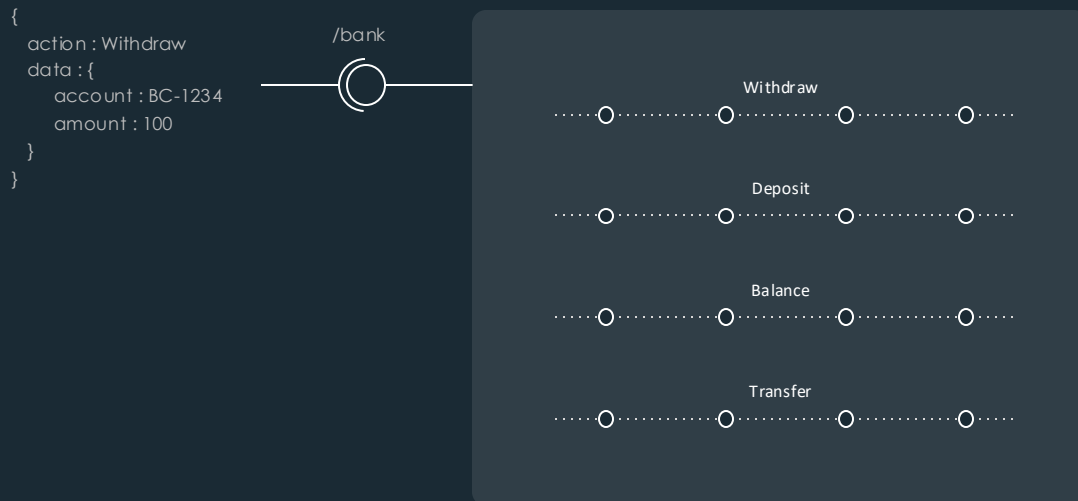 {
action : Withdraw
data : {
account : BC-1234
amount : 100
}
}
/bank
Withdraw
Deposit
Balance
Transfer